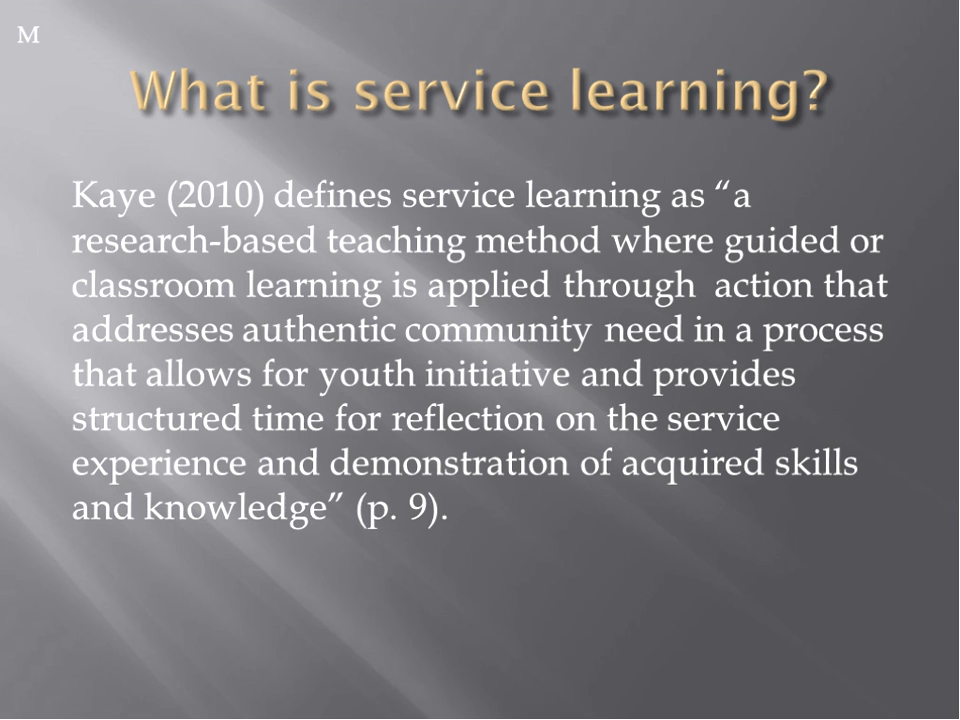 M
What is service learning?
Kaye (2010) defines service learning as “a
research-based teaching method where guided or
classroom learning is applied through  action that
addresses authentic community need in a process
that allows for youth initiative and provides
structured time for reflection on the service
experience and demonstration of acquired skills
and knowledge” (p. 9).